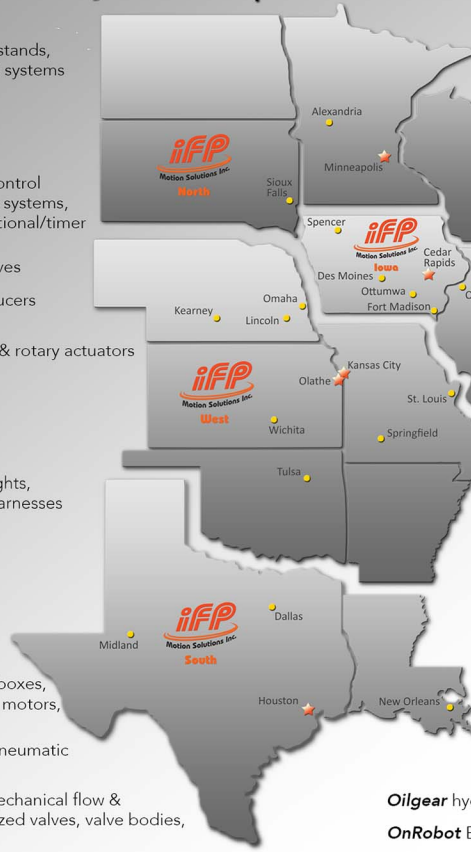 stands,
systems
ontrol
systems,
tional/timer
ves
ucers
& rotary actuators
ghts,
arnesses
boxes,
motors,
neumatic
echanical flow &
zed valves, valve bodies,
Alexandria
Minneapolis
iFP
Motion Solutions Inc.
North
Sioux
Falls
Spencer
iFP
Motion Solutions Inc.
Iowa
Cedar
Rapids
Des Moines
Ottumwa
Fort Madison
Omaha
Kearney
Lincoln
iFP
Motion Solutions Inc.
West
Kansas City
Olathe
St. Louis
Wichita
Springfield
Tulsa
iFP
Motion Solutions Inc.
South
Dallas
Midland
Houston
New Orleans
Oilgear hy
OnRobot E